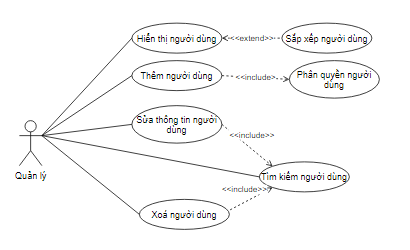 Hiển thị người dùng
<<extend>>
Sắp xếp người dùng
Thêm người dùng
<<include>
Phân quyền người
dùng
Sửa thông tin người
dùng
<<include>>
Quản lý
Tìm kiếm người dùng
<<include>>
Xoá người dùng